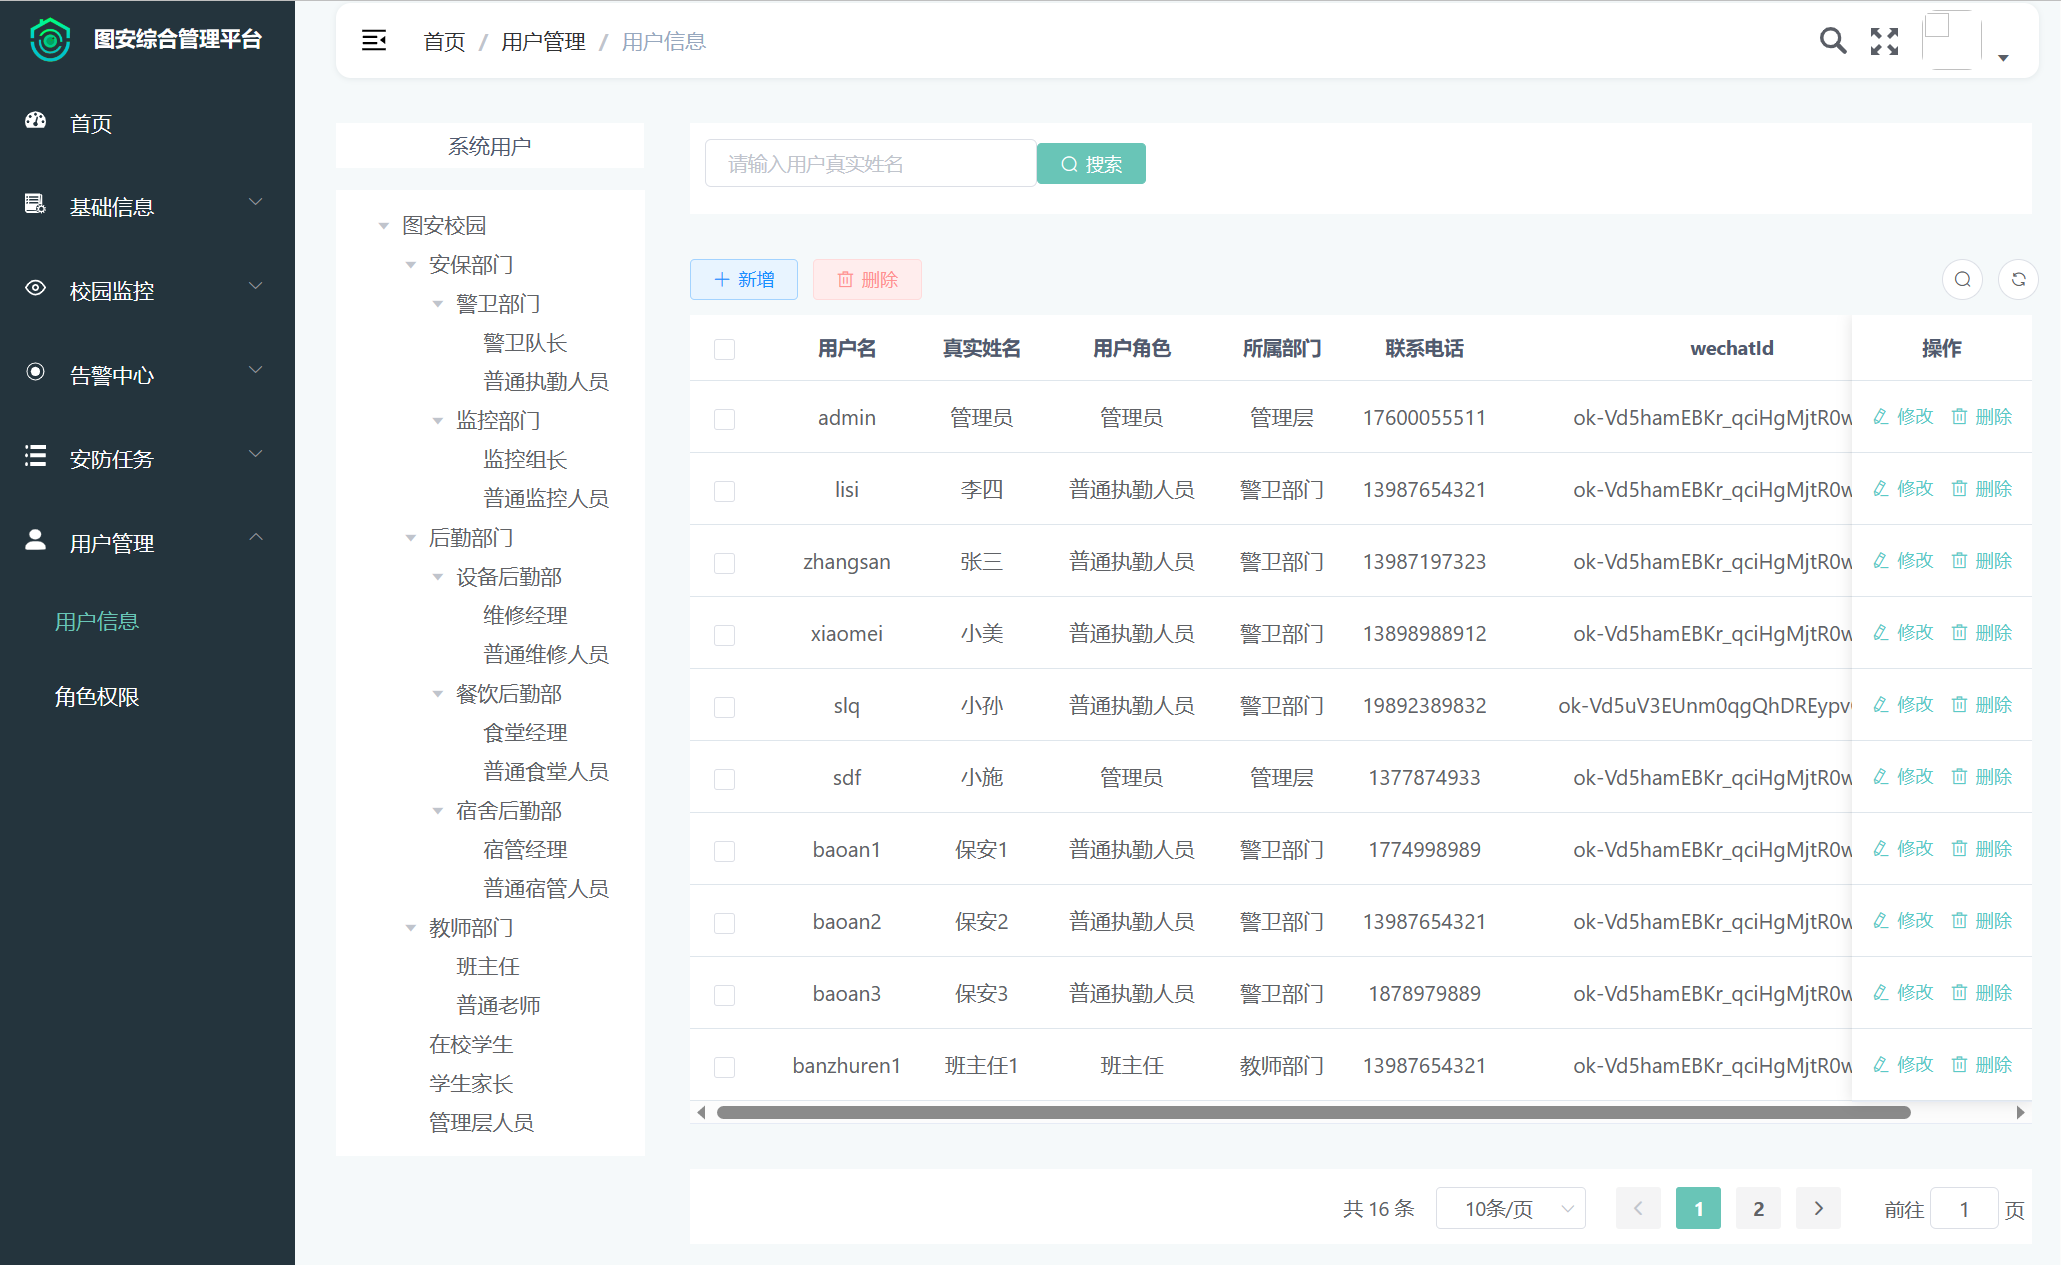 图安综合管理平台
首页
基础信息
校园监控
告警中心
安防任务
用户管理
用户信息
角色权限
首页 / 用户管理 / 用户信息
系统用户
图安校园
安保部门
警卫部门
警卫队长
普通执勤人员
监控部门
监控组长
普通监控人员
后勤部门
设备后勤部
维修经理
普通维修人员
餐饮后勤部
食堂经理
普通食堂人员
宿舍后勤部
宿管经理
普通宿管人员
教师部门
班主任
普通老师
在校学生
学生家长
管理层人员
请输入用户真实姓名 搜索
新增 删除
用户名 真实姓名 用户角色 所属部门 联系电话 wechatId 操作
admin 管理员 管理员 管理层 17600055511 ok-Vd5hamEBKr_qciHgMjtR0w 修改 删除
lisi 李四 普通执勤人员 警卫部门 13987654321 ok-Vd5hamEBKr_qciHgMjtR0w 修改 删除
zhangsan 张三 普通执勤人员 警卫部门 13987197323 ok-Vd5hamEBKr_qciHgMjtR0w 修改 删除
xiaomei 小美 普通执勤人员 警卫部门 13898988912 ok-Vd5hamEBKr_qciHgMjtR0w 修改 删除
slq 小孙 普通执勤人员 警卫部门 19892389832 ok-Vd5uV3EUnm0qgQhDREypv 修改 删除
sdf 小施 管理员 管理层 1377874933 ok-Vd5hamEBKr_qciHgMjtR0w 修改 删除
baoan1 保安1 普通执勤人员 警卫部门 1774998989 ok-Vd5hamEBKr_qciHgMjtR0w 修改 删除
baoan2 保安2 普通执勤人员 警卫部门 13987654321 ok-Vd5hamEBKr_qciHgMjtR0w 修改 删除
baoan3 保安3 普通执勤人员 警卫部门 1878979889 ok-Vd5hamEBKr_qciHgMjtR0w 修改 删除
banzhuren1 班主任1 班主任 教师部门 13987654321 ok-Vd5hamEBKr_qciHgMjtR0w 修改 删除
共 16 条 10条/页 1 2 前往 1 页